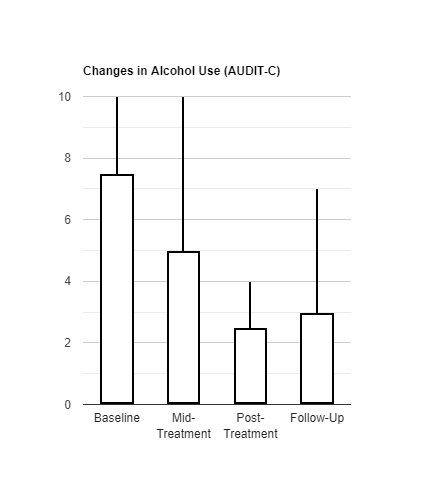 Changes in Alcohol Use (AUDIT-C)
10
8
6
4
2
0
Baseline
Mid-
Treatment
Post-
Treatment
Follow-Up